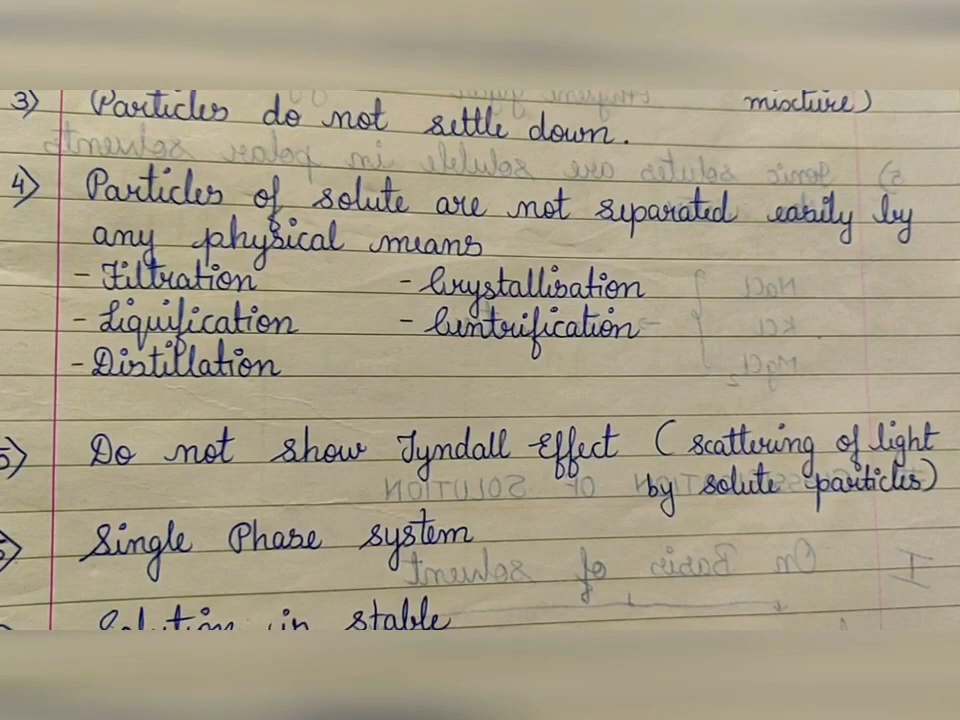 3) (Particles do not settle down. mixture)
4) Particles of solute are not separated easily by
any physical means
- Filtration - Crystallisation
- Liquification - Centrification
- Distillation
5) Do not show Tyndall Effect (scattering of light
by solute particles)
Single Phase system
Solution is stable